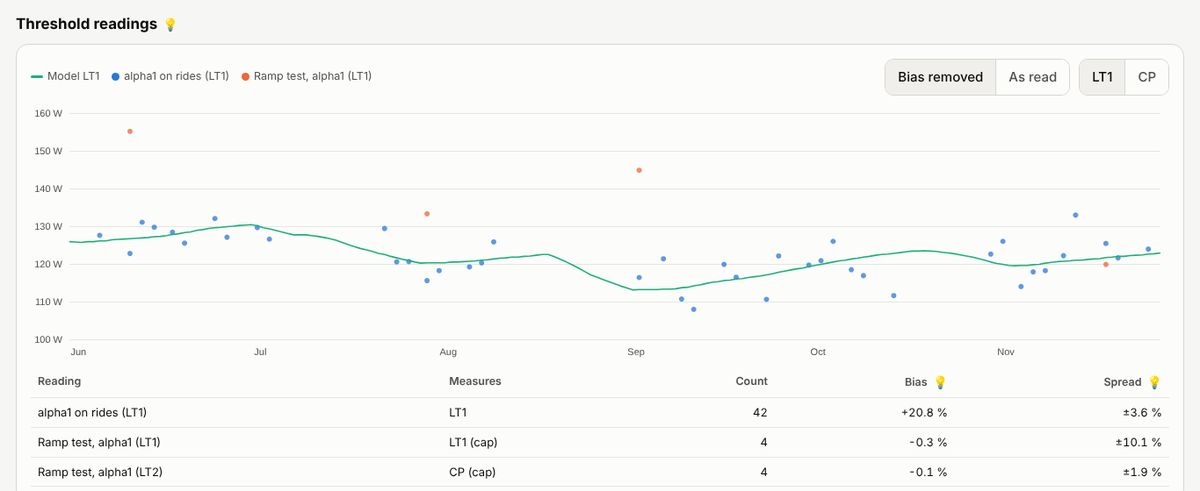 Threshold readings 💡
Model LT1 alpha1 on rides (LT1) Ramp test, alpha1 (LT1) Bias removed As read LT1 CP
160 W
150 W
140 W
130 W
120 W
110 W
100 W
Jun Jul Aug Sep Oct Nov
Reading Measures Count Bias 💡 Spread 💡
alpha1 on rides (LT1) LT1 42 +20.8 % ±3.6 %
Ramp test, alpha1 (LT1) LT1 (cap) 4 -0.3 % ±10.1 %
Ramp test, alpha1 (LT2) CP (cap) 4 -0.1 % ±1.9 %